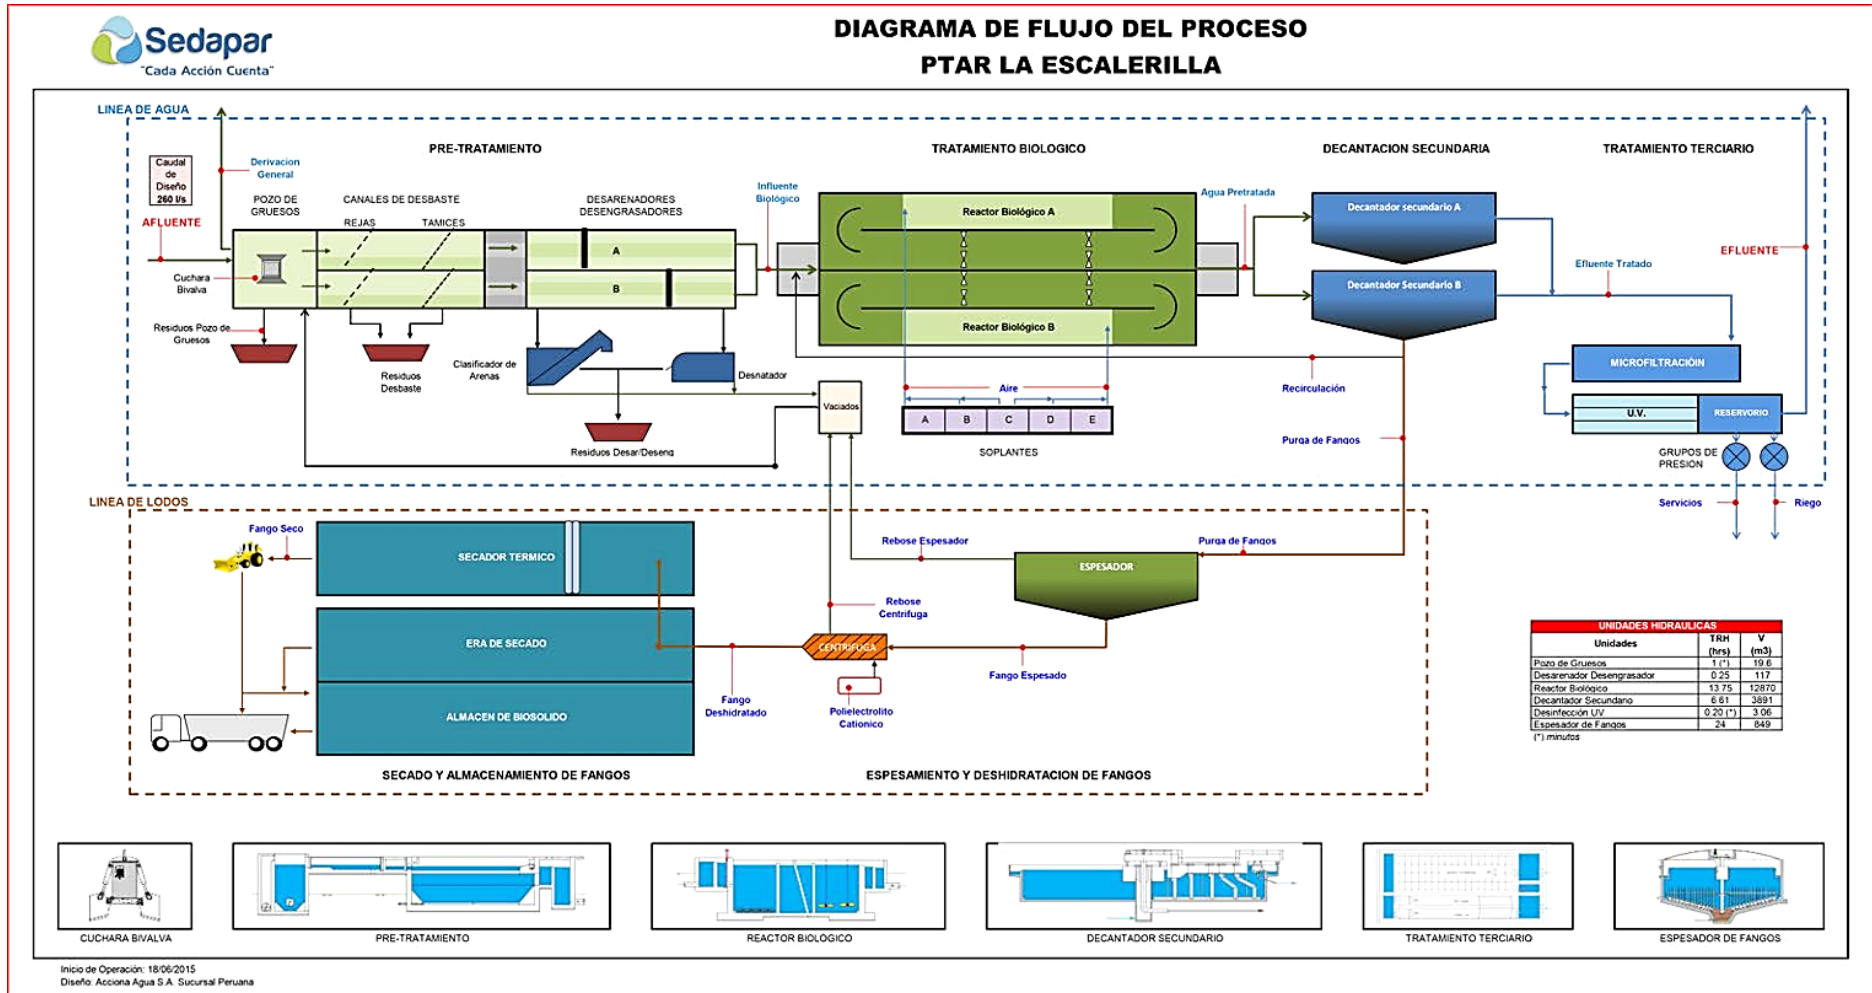 Sedapar
"Cada Acción Cuenta"
DIAGRAMA DE FLUJO DEL PROCESO
PTAR LA ESCALERILLA
LINEA DE AGUA
PRE-TRATAMIENTO
TRATAMIENTO BIOLOGICO
DECANTACION SECUNDARIA
TRATAMIENTO TERCIARIO
Caudal
de
Diseño
260 l/s
Derivacion
General
AFLUENTE
POZO DE
GRUESOS
CANALES DE DESBASTE
REJAS
TAMICES
DESARENADORES
DESENGRASADORES
Influente
Biológico
Agua Pretratada
A
B
Cuchara
Bivalva
Reactor Biológico A
Reactor Biológico B
Decantador secundario A
Decantador Secundario B
Efluente Tratado
EFLUENTE
Residuos Pozo de
Gruesos
Residuos
Desbaste
Clasificador de
Arenas
Desnatador
Residuos Desar/Deseng
Vaciados
Aire
A
B
C
D
E
SOPLANTES
Recirculación
Purga de Fangos
MICROFILTRACIÓIN
U.V.
RESERVORIO
GRUPOS DE
PRESION
Servicios
Riego
LINEA DE LODOS
Fango Seco
SECADOR TERMICO
ERA DE SECADO
ALMACEN DE BIOSOLIDO
Rebose Espesador
Purga de Fangos
ESPESADOR
Rebose
Centrifuga
CENTRIFUGA
Fango
Deshidratado
Polielectrolito
Cationico
Fango Espesado
SECADO Y ALMACENAMIENTO DE FANGOS
ESPESAMIENTO Y DESHIDRATACION DE FANGOS
UNIDADES HIDRAULICAS
Unidades TRH (hrs) V (m3)
Pozo de Gruesos 1 (*) 19.6
Desarenador Desengrasador 0.25 117
Reactor Biológico 13.75 12870
Decantador Secundario 6.61 3891
Desinfección UV 0.20 (*) 3.06
Espesador de Fangos 24 849
(*) minutos
CUCHARA BIVALVA
PRE-TRATAMIENTO
REACTOR BIOLOGICO
DECANTADOR SECUNDARIO
TRATAMIENTO TERCIARIO
ESPESADOR DE FANGOS
Inicio de Operación: 18/06/2015
Diseño: Acciona Agua S.A. Sucursal Peruana